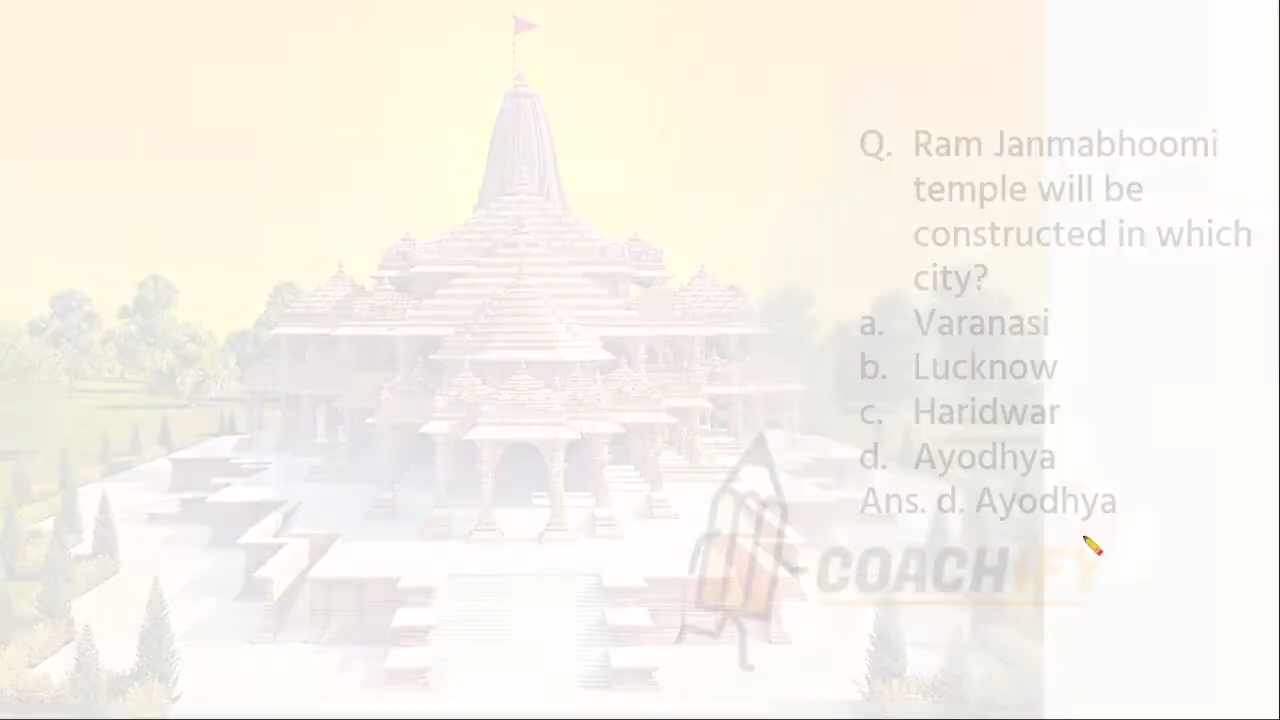 Q. Ram Janmabhoomi
temple will be
constructed in which
city?
a. Varanasi
b. Lucknow
c. Haridwar
d. Ayodhya
Ans. d. Ayodhya
COACHIFY